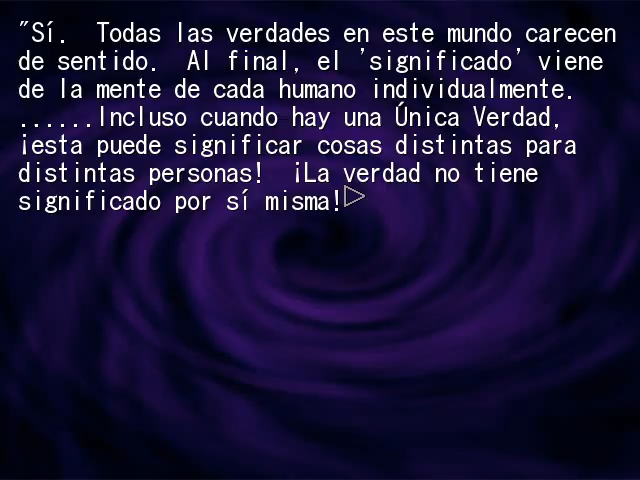 "Sí.  Todas las verdades en este mundo carecen
de sentido.  Al final, el 'significado' viene
de la mente de cada humano individualmente.
......Incluso cuando hay una Única Verdad,
¡esta puede significar cosas distintas para
distintas personas!  ¡La verdad no tiene
significado por sí misma!